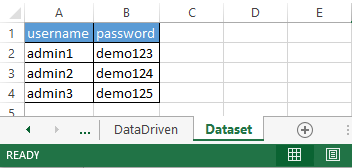 A B C D E
1 username password
2 admin1 demo123
3 admin2 demo124
4 admin3 demo125
5
... DataDriven Dataset
READY